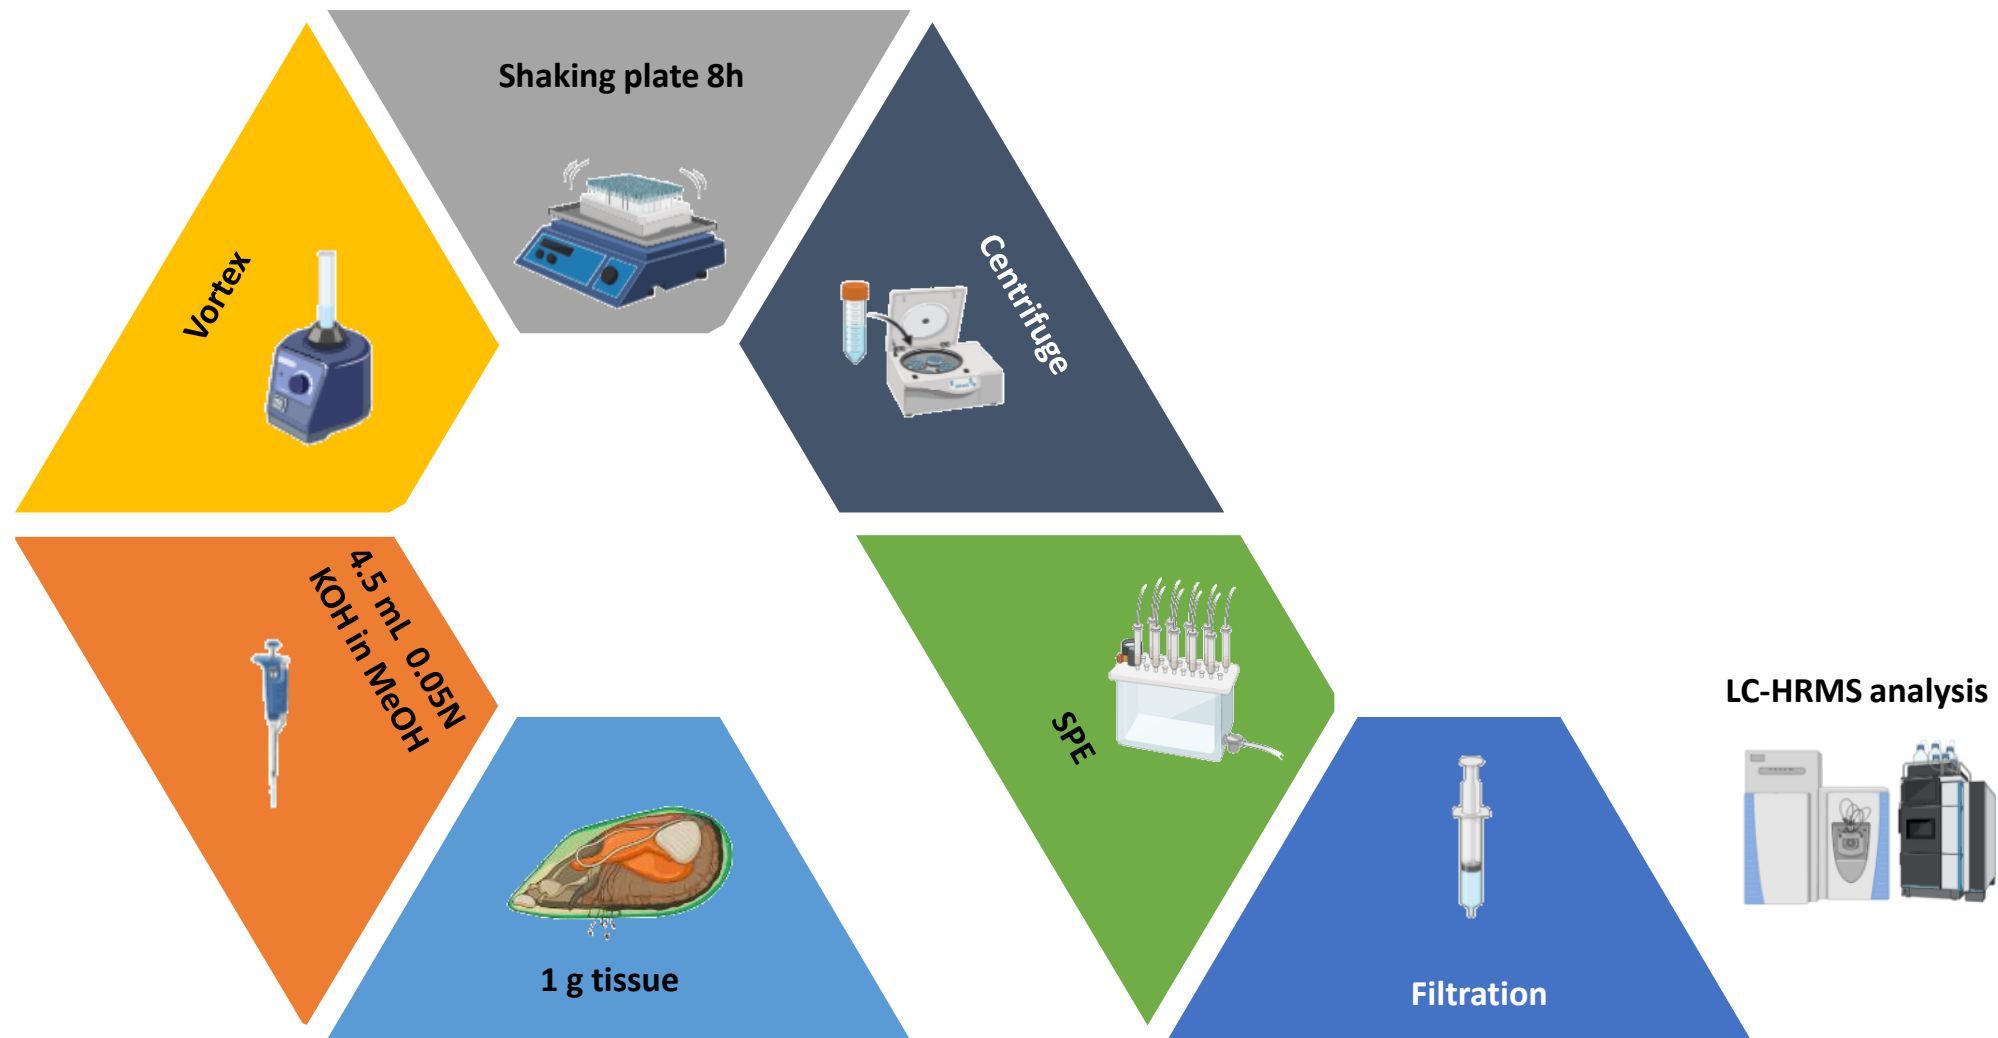 1 g tissue
4.5 mL 0.05N
KOH in MeOH
Vortex
Shaking plate 8h
Centrifuge
SPE
Filtration
LC-HRMS analysis